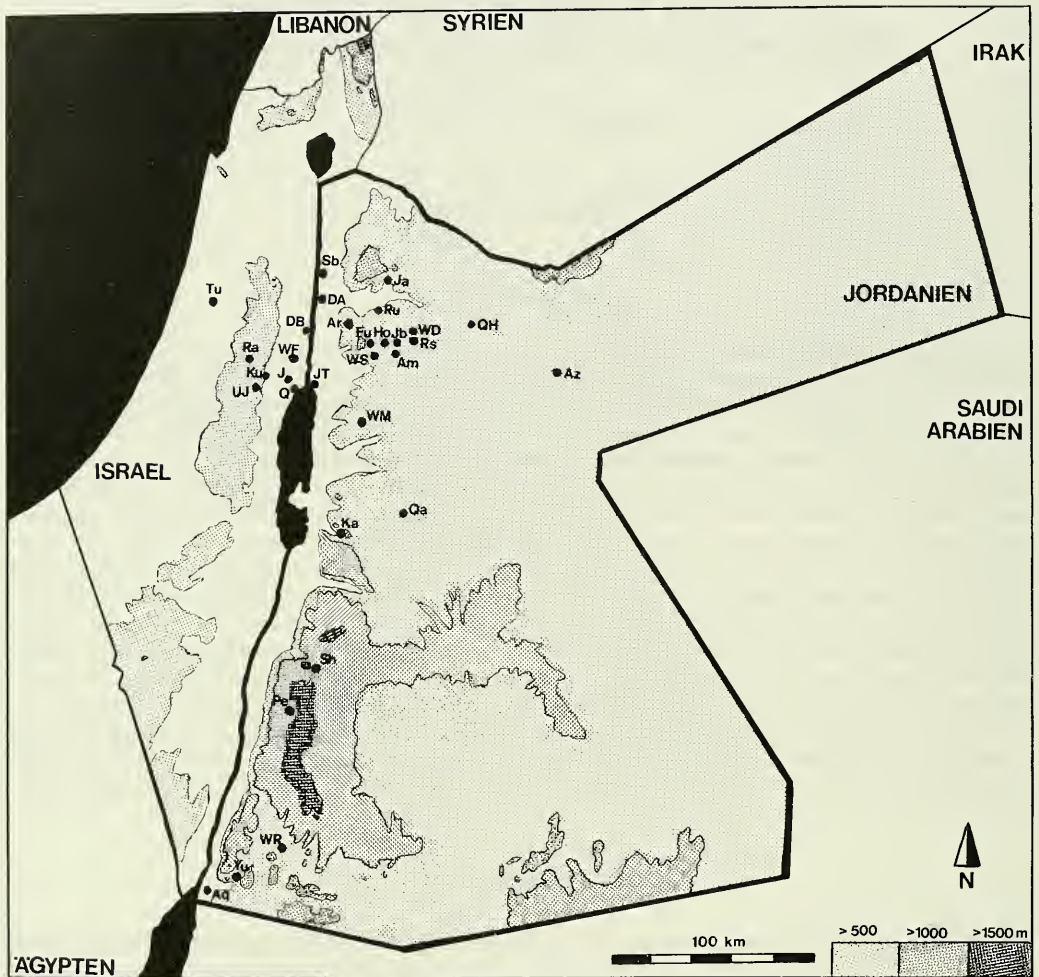 LIBANON
SYRIEN
IRAK
Sb
Ja
Tu
DA
JORDANIEN
Ru
DB
Ar
WD
QH
Fu
Ho
Jb
Rs
Ra
WF
WS
Am
Ku
J
JT
Az
UJ
Q
SAUDI
ARABIEN
WM
ISRAEL
Qa
Ka
Sh
Pe
WR
Yu
Aq
N
ÄGYPTEN
100 km
> 500
>1000
>1500 m